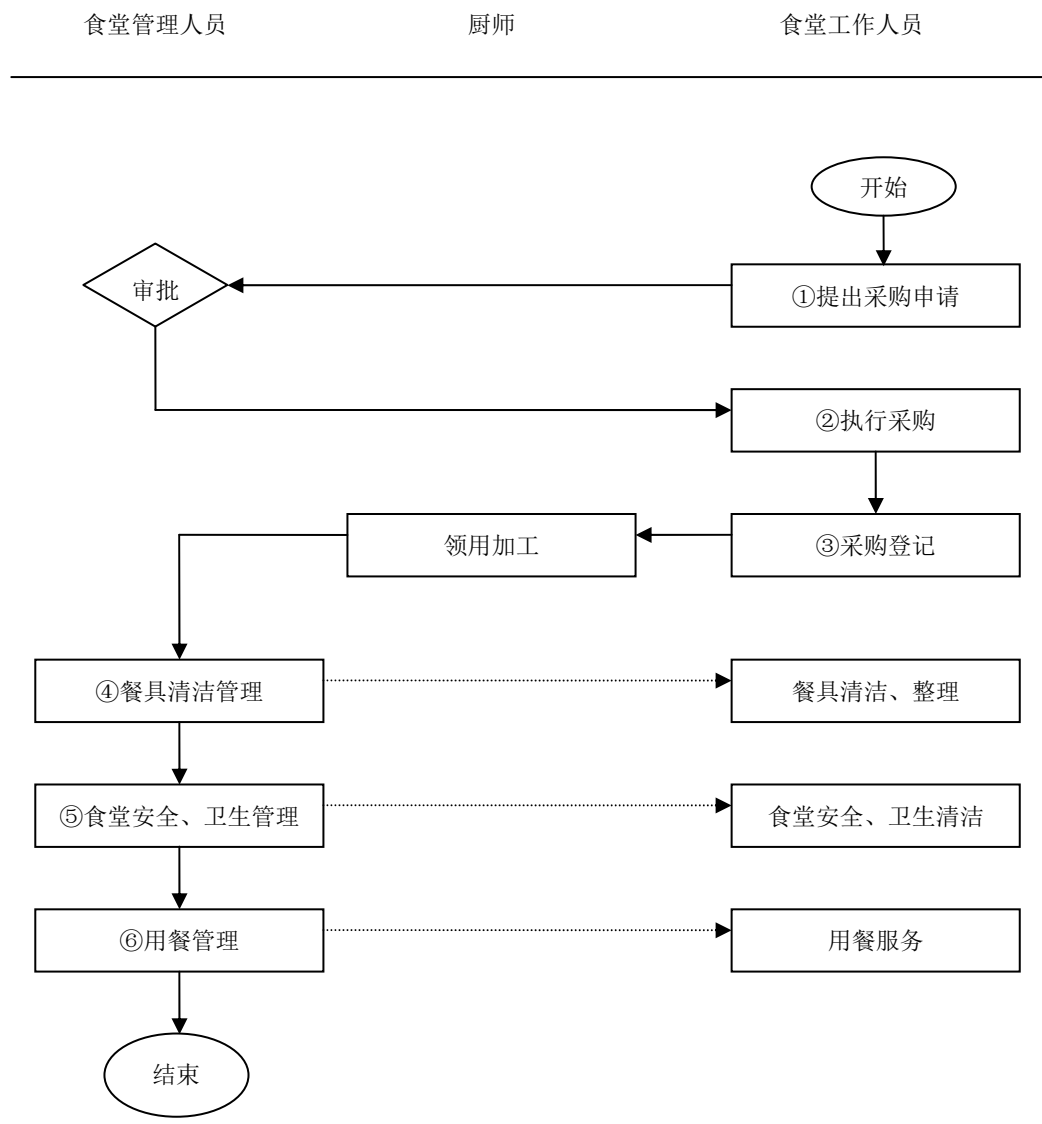 食堂管理人员 厨师 食堂工作人员
开始
审批
①提出采购申请
②执行采购
领用加工
③采购登记
④餐具清洁管理
餐具清洁、整理
⑤食堂安全、卫生管理
食堂安全、卫生清洁
⑥用餐管理
用餐服务
结束